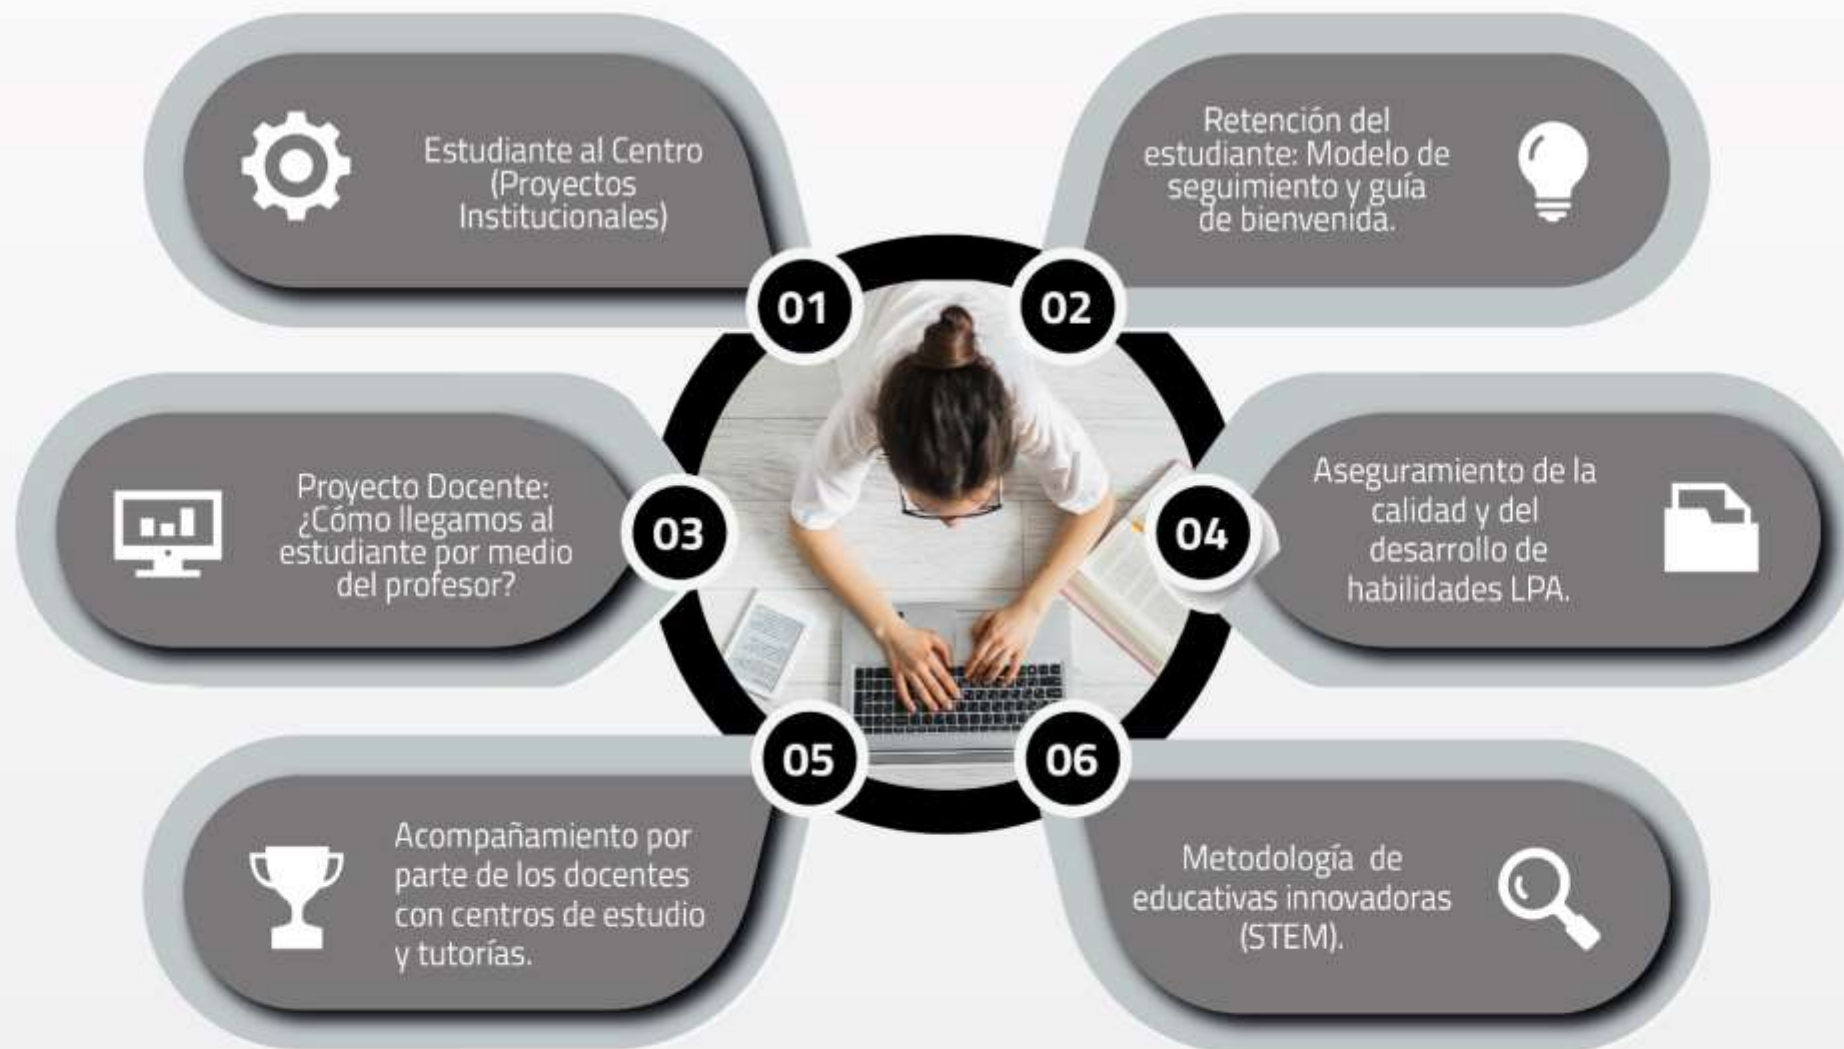 Estudiante al Centro
(Proyectos
Institucionales)
01
Retención del
estudiante: Modelo de
seguimiento y guía
de bienvenida.
02
Proyecto Docente:
¿Cómo llegamos al
estudiante por medio
del profesor?
03
Aseguramiento de la
calidad y del
desarrollo de
habilidades LPA.
04
Acompañamiento por
parte de los docentes
con centros de estudio
y tutorías.
05
Metodología de
educativas innovadoras
(STEM).
06